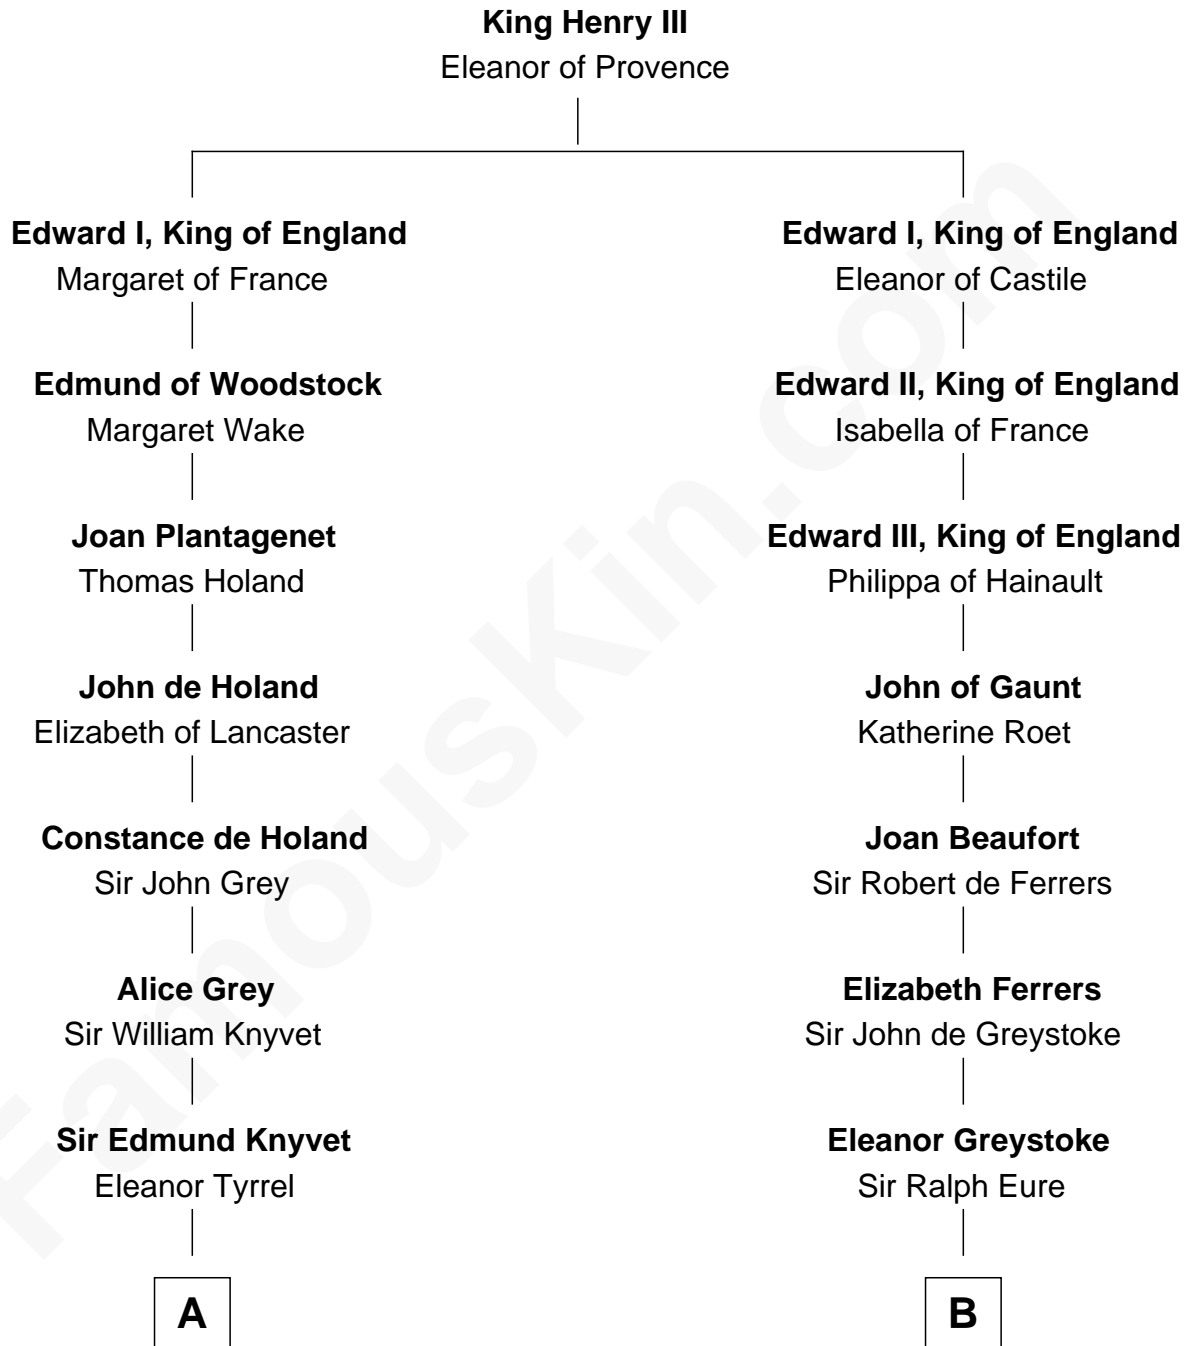 King Henry III
Eleanor of Provence
Edward I, King of England
Margaret of France
Edmund of Woodstock
Margaret Wake
Joan Plantagenet
Thomas Holand
John de Holand
Elizabeth of Lancaster
Constance de Holand
Sir John Grey
Alice Grey
Sir William Knyvet
Sir Edmund Knyvet
Eleanor Tyrrel
A
Edward I, King of England
Eleanor of Castile
Edward II, King of England
Isabella of France
Edward III, King of England
Philippa of Hainault
John of Gaunt
Katherine Roet
Joan Beaufort
Sir Robert de Ferrers
Elizabeth Ferrers
Sir John de Greystoke
Eleanor Greystoke
Sir Ralph Eure
B
FamousKin.com